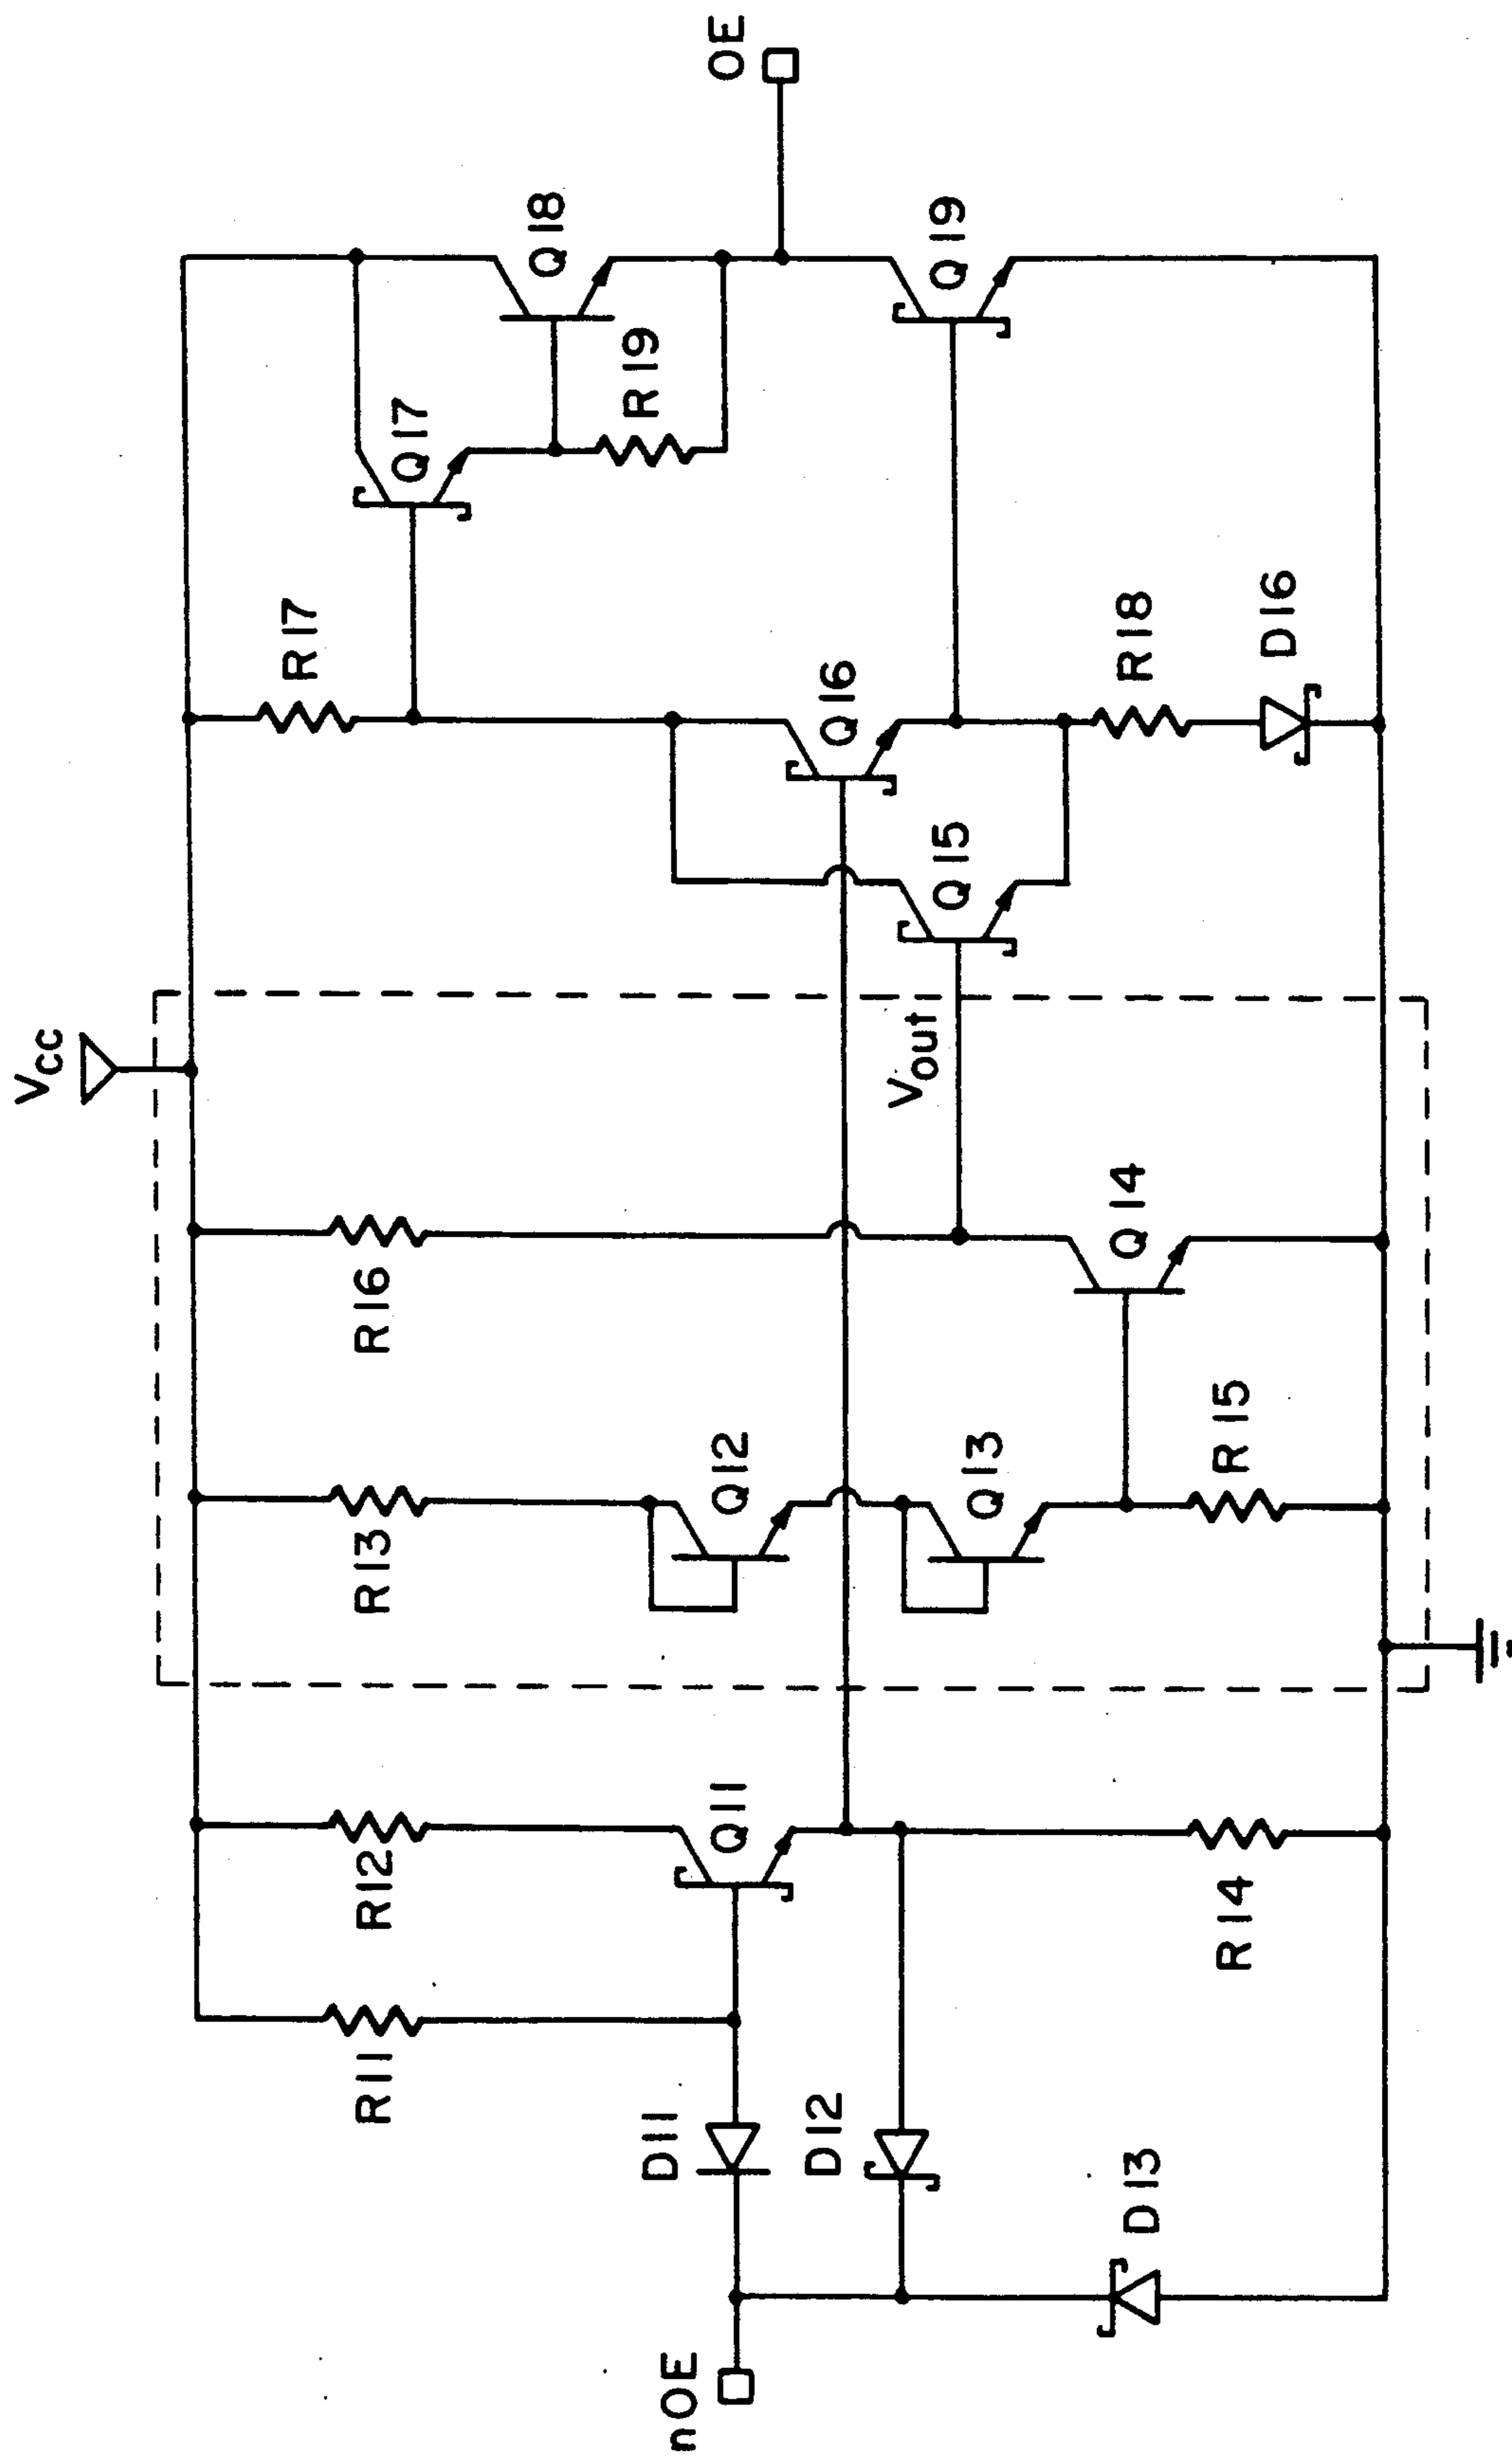 VCC
OE
nOE
Vout
R11
R12
R13
R14
R15
R16
R17
R18
R19
D11
D12
D13
D16
Q11
Q12
Q13
Q14
Q15
Q16
Q17
Q18
Q19